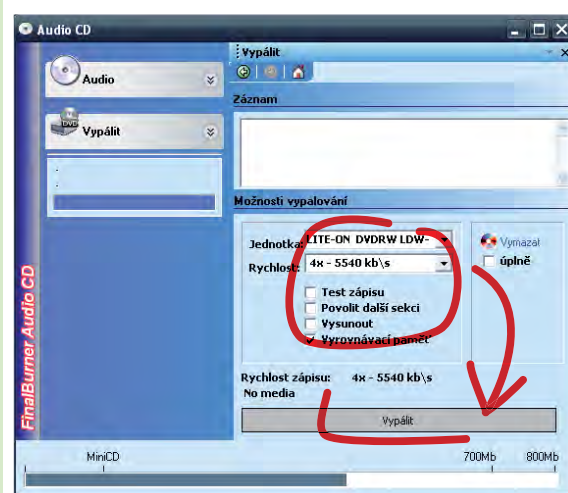 Audio CD
Vypálit
Audio
Záznam
DVD
Vypálit
Možnosti vypalování
Jednotka: LITE-ON DVDRW LDW-
Vymazat
Rychlost: 4x - 5540 kb\s
úplně
Test zápisu
Povolit další sekci
Vysunout
Vyrovnávací paměť
FinalBurner Audio CD
Rychlost zápisu: 4x - 5540 kb\s
No media
Vypálit
MiniCD 700Mb 800Mb